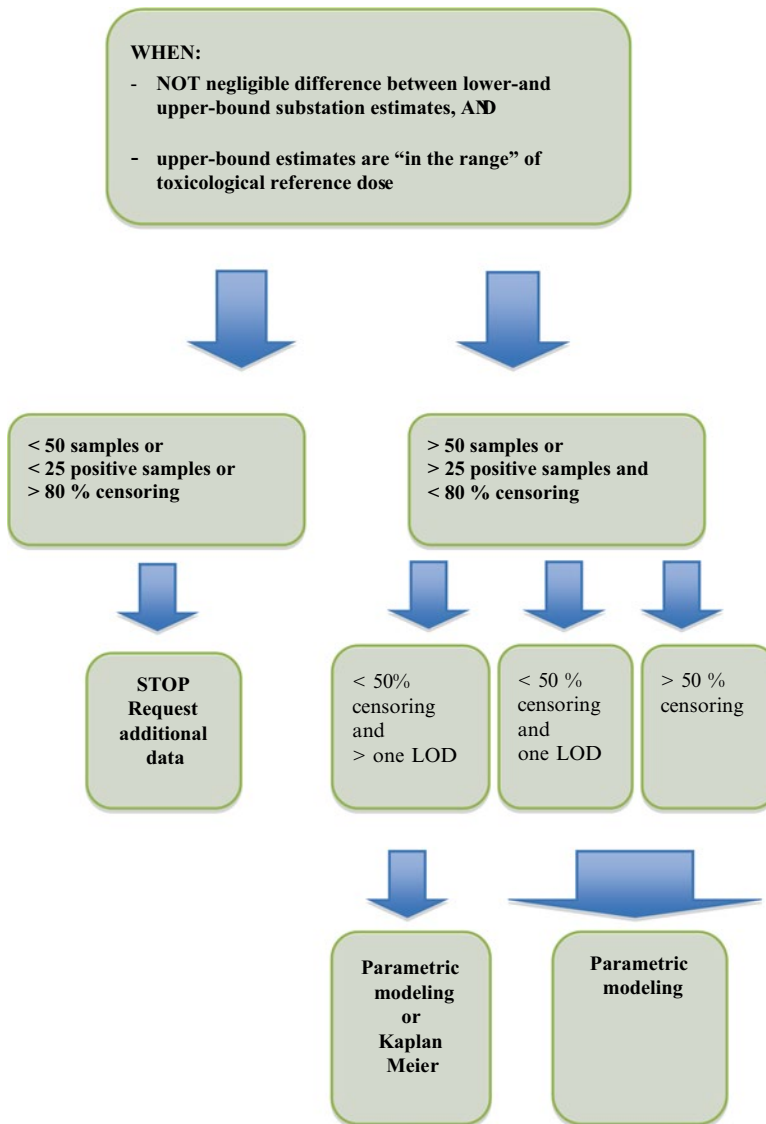 WHEN:
- NOT negligible difference between lower-and
upper-bound substation estimates, AND
- upper-bound estimates are “in the range” of
toxicological reference dose
< 50 samples or
< 25 positive samples or
> 80 % censoring
> 50 samples or
> 25 positive samples and
< 80 % censoring
STOP
Request
additional
data
< 50%
censoring
and
> one LOD
< 50 %
censoring
and
one LOD
> 50 %
censoring
Parametric
modeling
or
Kaplan
Meier
Parametric
modeling